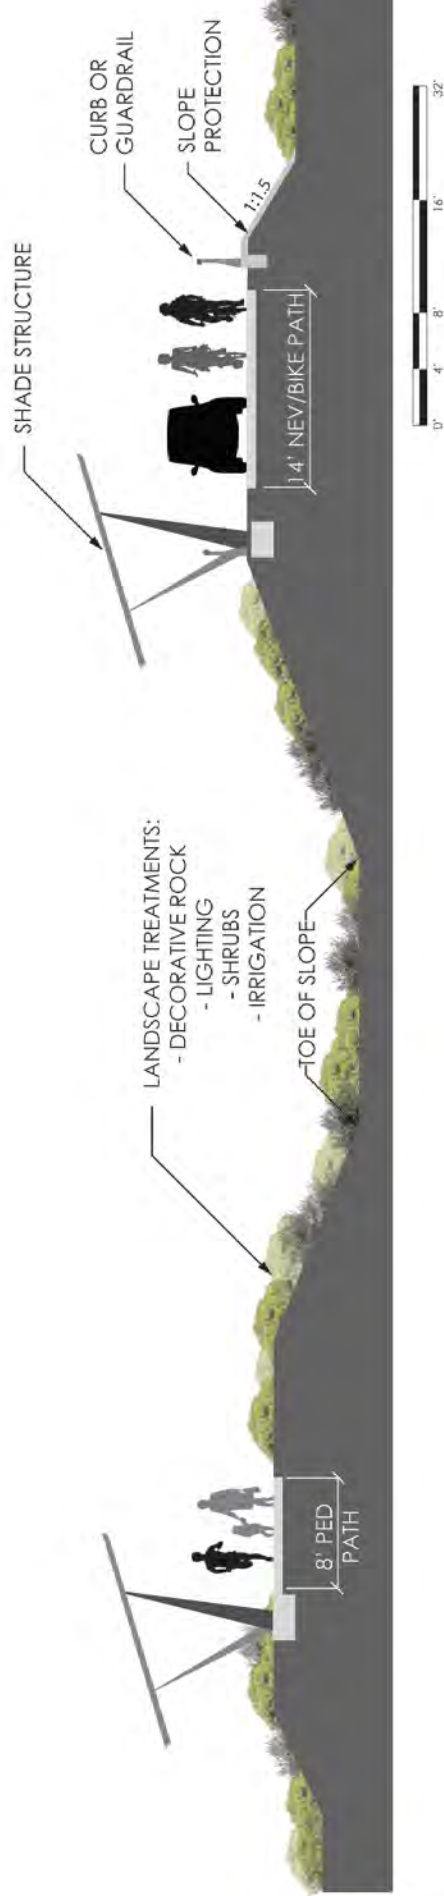 SHADE STRUCTURE
CURB OR
GUARDRAIL
SLOPE
PROTECTION
1:1.5
LANDSCAPE TREATMENTS:
- DECORATIVE ROCK
- LIGHTING
- SHRUBS
- IRRIGATION
TOE OF SLOPE
8' PED
PATH
14' NEV/BIKE PATH
0' 4' 8' 16' 32'